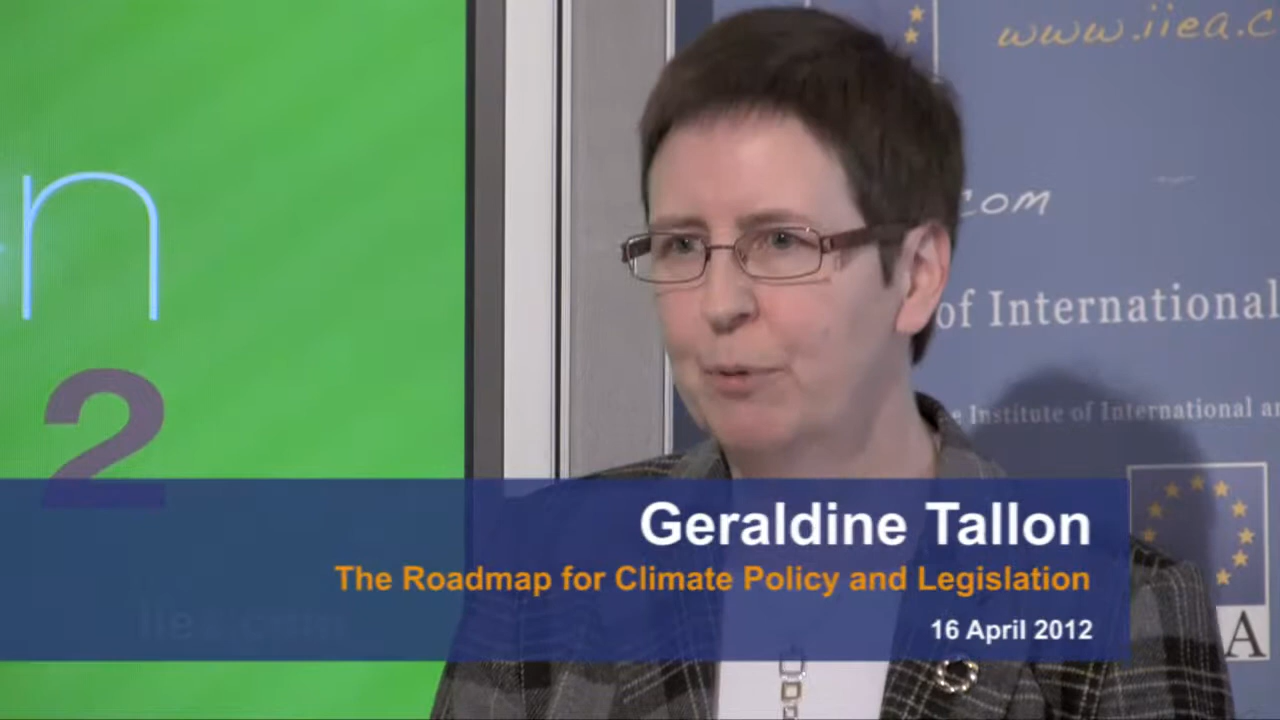 www.iiea.c
com
n
of International
2
Institute of International
Geraldine Tallon
The Roadmap for Climate Policy and Legislation
16 April 2012
A